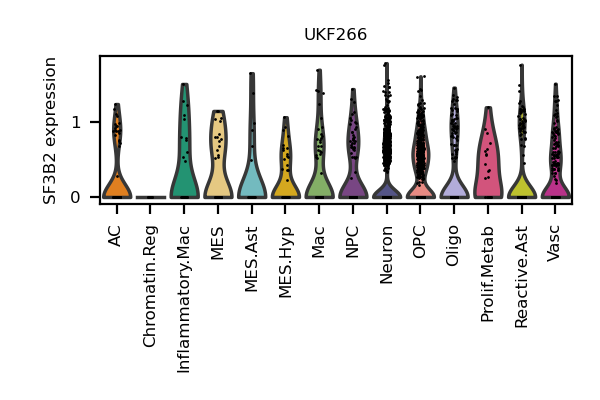 UKF266
SF3B2 expression
1
0
AC
Chromatin.Reg
Inflammatory.Mac
MES
MES.Ast
MES.Hyp
Mac
NPC
Neuron
OPC
Oligo
Prolif.Metab
Reactive.Ast
Vasc